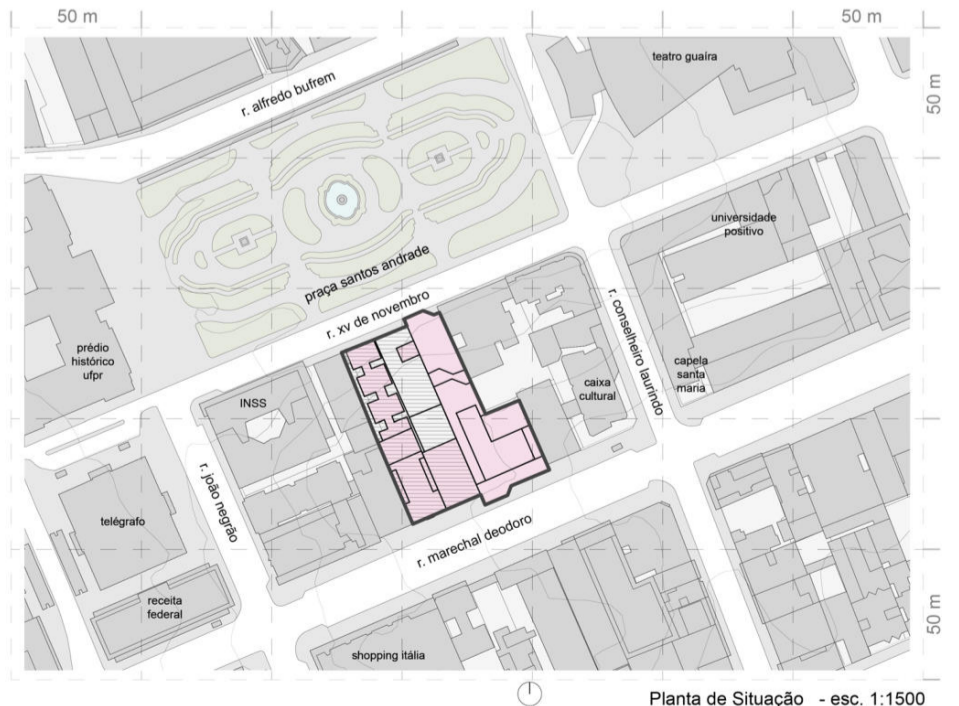 50 m
50 m
teatro guaíra
r. alfredo bufrem
50 m
universidade
positivo
praça santos andrade
r. xv de novembro
r. conselheiro laurindo
prédio
histórico
ufpr
capela
santa
maria
caixa
cultural
INSS
r. joão negrão
telégrafo
r. marechal deodoro
receita
federal
50 m
shopping itália
Planta de Situação - esc. 1:1500